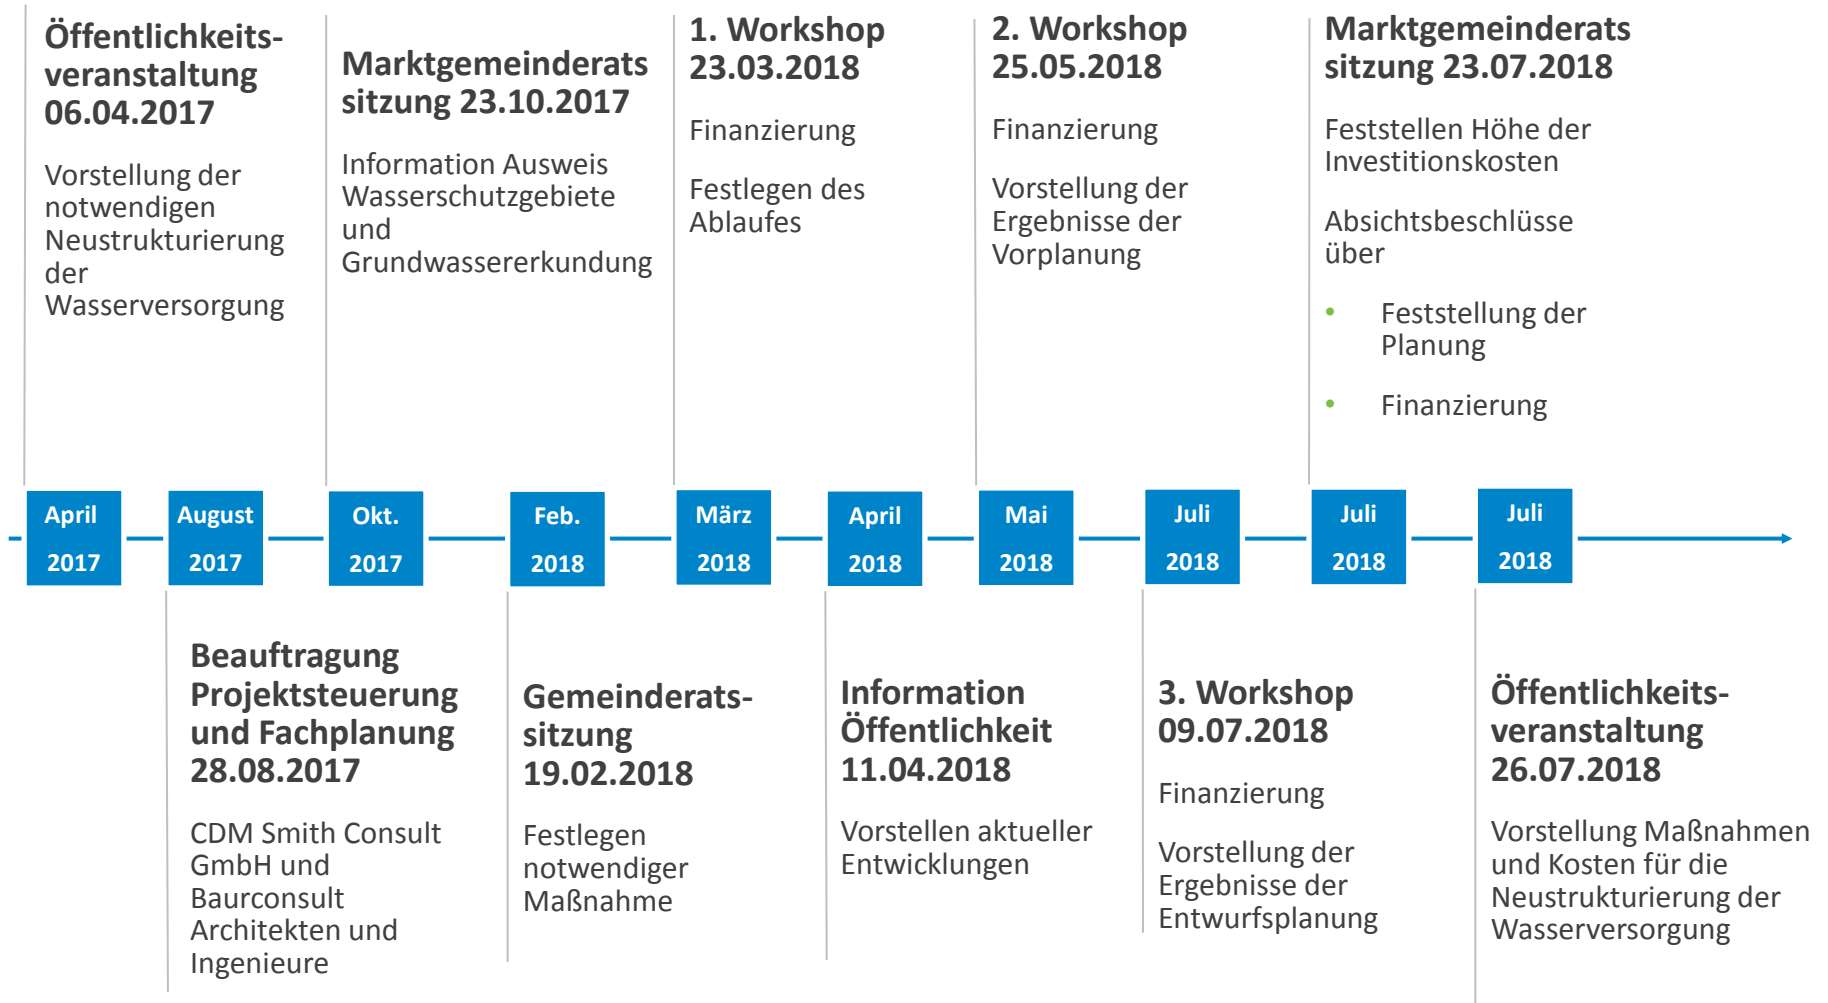 Öffentlichkeits-
veranstaltung
06.04.2017
Vorstellung der
notwendigen
Neustrukturierung
der
Wasserversorgung
Marktgemeinderats
sitzung 23.10.2017
Information Ausweis
Wasserschutzgebiete
und
Grundwassererkundung
1. Workshop
23.03.2018
Finanzierung
Festlegen des
Ablaufes
2. Workshop
25.05.2018
Finanzierung
Vorstellung der
Ergebnisse der
Vorplanung
Marktgemeinderats
sitzung 23.07.2018
Feststellen Höhe der
Investitionskosten
Absichtsbeschlüsse
über
• Feststellung der
Planung
• Finanzierung
April
2017
August
2017
Okt.
2017
Feb.
2018
März
2018
April
2018
Mai
2018
Juli
2018
Juli
2018
Juli
2018
Beauftragung
Projektsteuerung
und Fachplanung
28.08.2017
CDM Smith Consult
GmbH und
Baurconsult
Architekten und
Ingenieure
Gemeinderats-
sitzung
19.02.2018
Festlegen
notwendiger
Maßnahme
Information
Öffentlichkeit
11.04.2018
Vorstellen aktueller
Entwicklungen
3. Workshop
09.07.2018
Finanzierung
Vorstellung der
Ergebnisse der
Entwurfsplanung
Öffentlichkeits-
veranstaltung
26.07.2018
Vorstellung Maßnahmen
und Kosten für die
Neustrukturierung der
Wasserversorgung